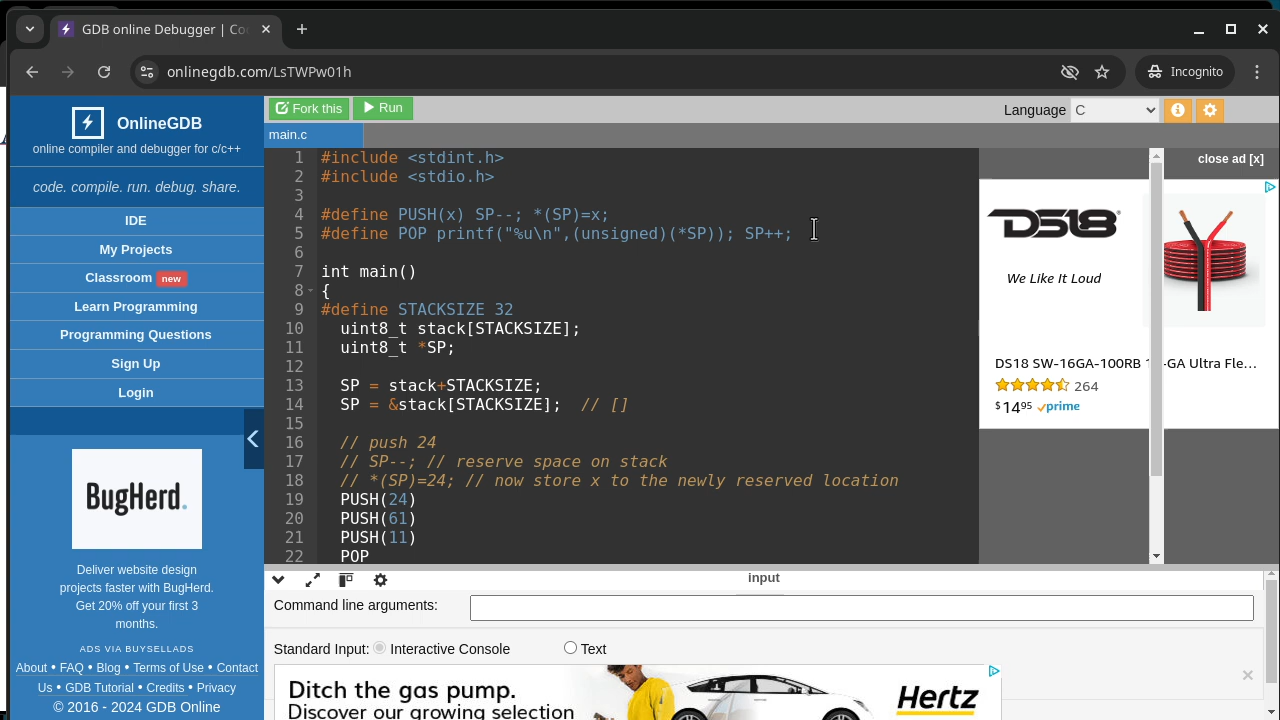 GDB online Debugger | Co
onlinegdb.com/LsTWPw01h
Incognito
OnlineGDB
online compiler and debugger for c/c++
code. compile. run. debug. share.
IDE
My Projects
Classroom new
Learn Programming
Programming Questions
Sign Up
Login
BugHerd.
Deliver website design
projects faster with BugHerd.
Get 20% off your first 3
months.
ADS VIA BUYSELLADS
About • FAQ • Blog • Terms of Use • Contact
Us • GDB Tutorial • Credits • Privacy
© 2016 - 2024 GDB Online
Fork this
Run
Language C
main.c
1 #include <stdint.h>
2 #include <stdio.h>
3
4 #define PUSH(x) SP--; *(SP)=x;
5 #define POP printf("%u\n",(unsigned)(*SP)); SP++;
6
7 int main()
8 {
9 #define STACKSIZE 32
10 uint8_t stack[STACKSIZE];
11 uint8_t *SP;
12
13 SP = stack+STACKSIZE;
14 SP = &stack[STACKSIZE]; // []
15
16 // push 24
17 // SP--; // reserve space on stack
18 // *(SP)=24; // now store x to the newly reserved location
19 PUSH(24)
20 PUSH(61)
21 PUSH(11)
22 POP
close ad [x]
DS18
We Like It Loud
DS18 SW-16GA-100RB 1 -GA Ultra Fle...
264
$14 95 prime
input
Command line arguments:
Standard Input: Interactive Console Text
Ditch the gas pump.
Discover our growing selection
Hertz